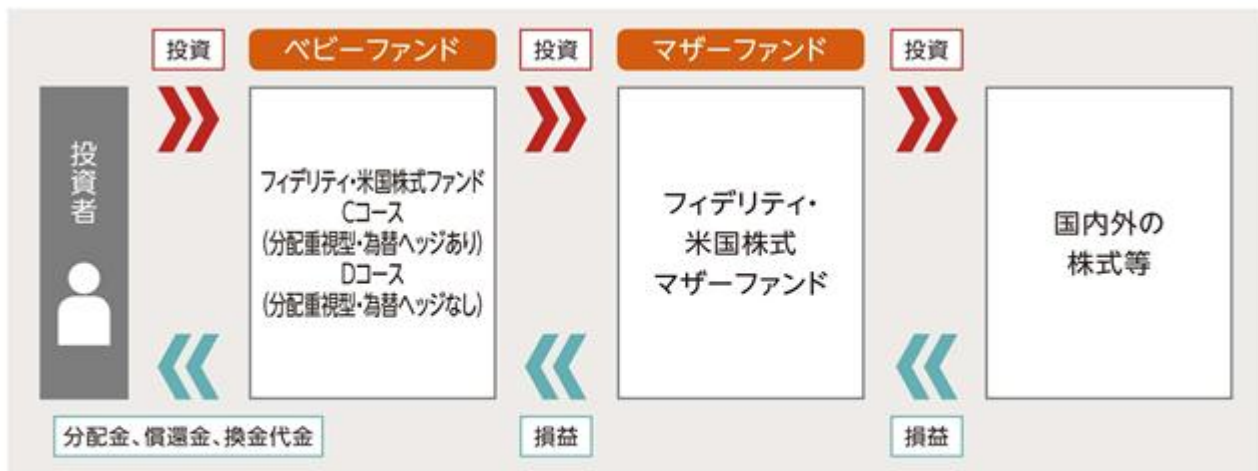 投資
ベビーファンド
投資
マザーファンド
投資
投資者
フィデリティ・米国株式ファンド
Cコース
(分配重視型・為替ヘッジあり)
Dコース
(分配重視型・為替ヘッジなし)
フィデリティ・
米国株式
マザーファンド
国内外の
株式等
分配金、償還金、換金代金
損益
損益